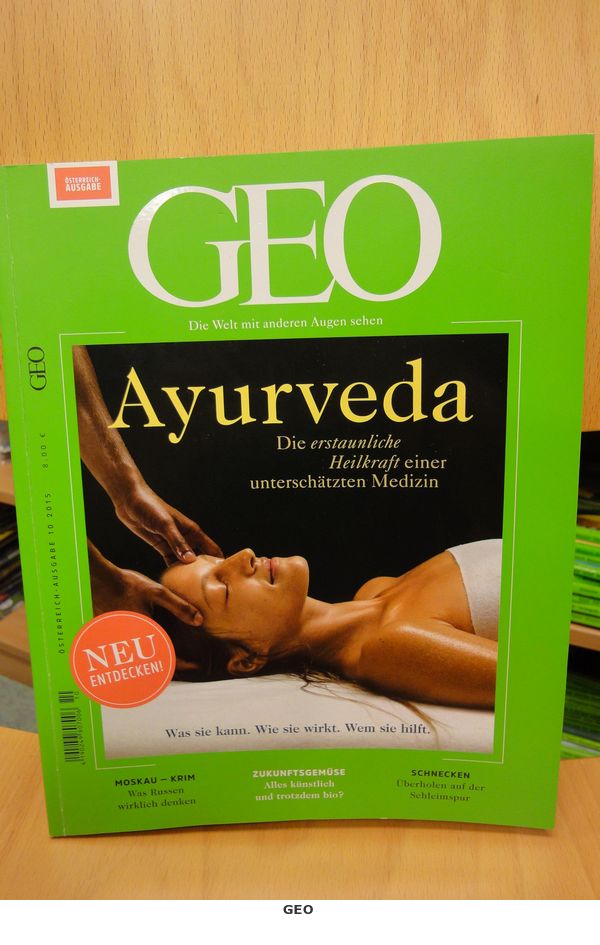 ÖSTERREICH-
AUSGABE
GEO
Die Welt mit anderen Augen sehen
GEO
8,00 €
ÖSTERREICH-AUSGABE 10 2015
Ayurveda
Die erstaunliche
Heilkraft einer
unterschätzten Medizin
NEU
ENTDECKEN!
Was sie kann. Wie sie wirkt. Wem sie hilft.
MOSKAU – KRIM
Was Russen
wirklich denken
ZUKUNFTSGEMÜSE
Alles künstlich
und trotzdem bio?
SCHNECKEN
Überholen auf der
Schleimspur
GEO